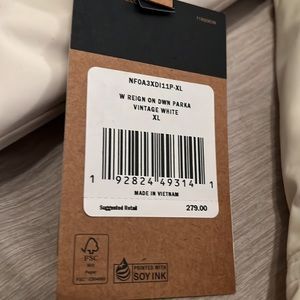 NF0A3XDI11P-XL
W REIGN ON DWN PARKA
VINTAGE WHITE
XL
1 92824 49314 1
MADE IN VIETNAM
Suggested Retail 279.00
FSC
PRINTED WITH
SOY INK